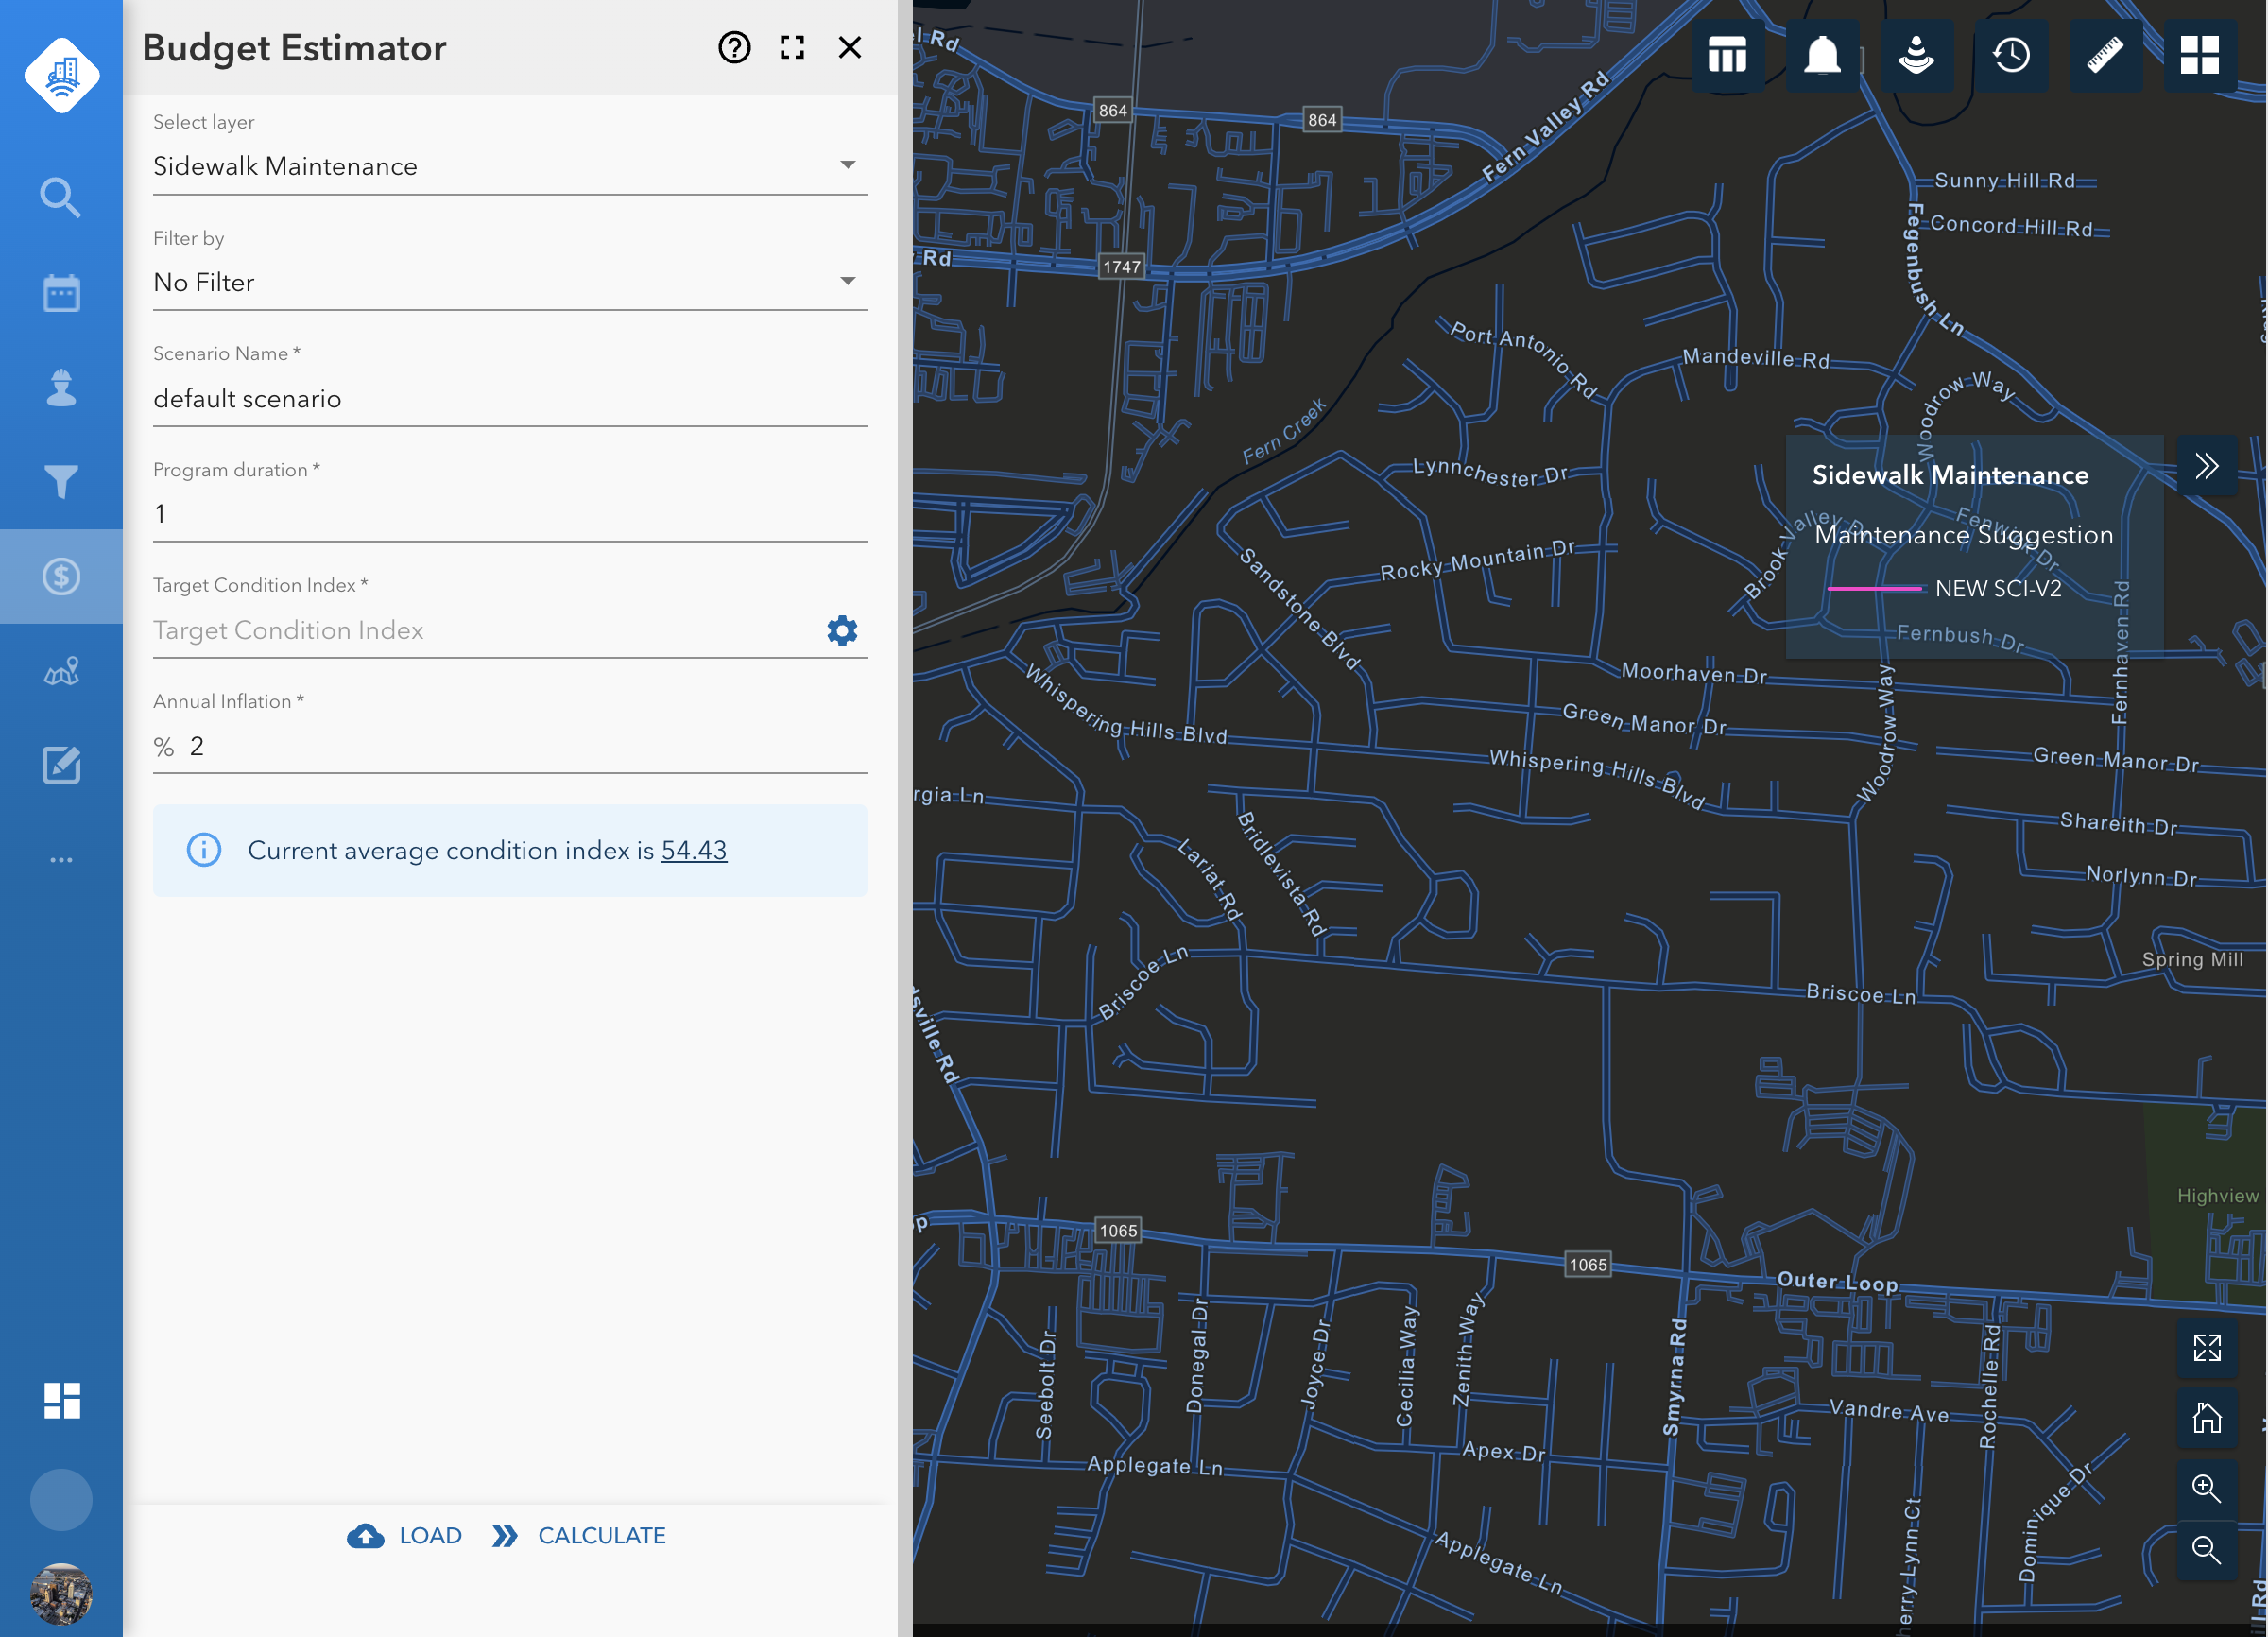 Budget Estimator
Select layer
Sidewalk Maintenance
Filter by
No Filter
Scenario Name *
default scenario
Program duration *
1
Target Condition Index *
Target Condition Index
Annual Inflation *
% 2
Current average condition index is 54.43
LOAD
CALCULATE
864
864
Fern Valley Rd
Rd
1747
Sunny Hill Rd
Concord Hill Rd
Fegenbush Ln
Port Antonio Rd
Mandeville Rd
Woodrow Way
Fern Creek
Lynnchester Dr
Sidewalk Maintenance
Maintenance Suggestion
NEW SCI-V2
Fenwick Dr
Fernbush Dr
Fernhaven Rd
Rocky Mountain Dr
Sandstone Blvd
Moorhaven Dr
Whispering Hills Blvd
Green Manor Dr
Whispering Hills Blvd
Woodrow Way
Green Manor Dr
rgia Ln
Shareith Dr
Bridlevista Rd
Lariat Rd
Norlynn Dr
Briscoe Ln
Spring Mill
Briscoe Ln
dsville Rd
Highview
1065
1065
Outer Loop
Seebolt Dr
Donegal Dr
Joyce Dr
Cecilia Way
Zenith Way
Smyrna Rd
Rochelle Rd
Vandre Ave
Apex Dr
Applegate Ln
Applegate Ln
Dominique Dr
herry Lynn Ct